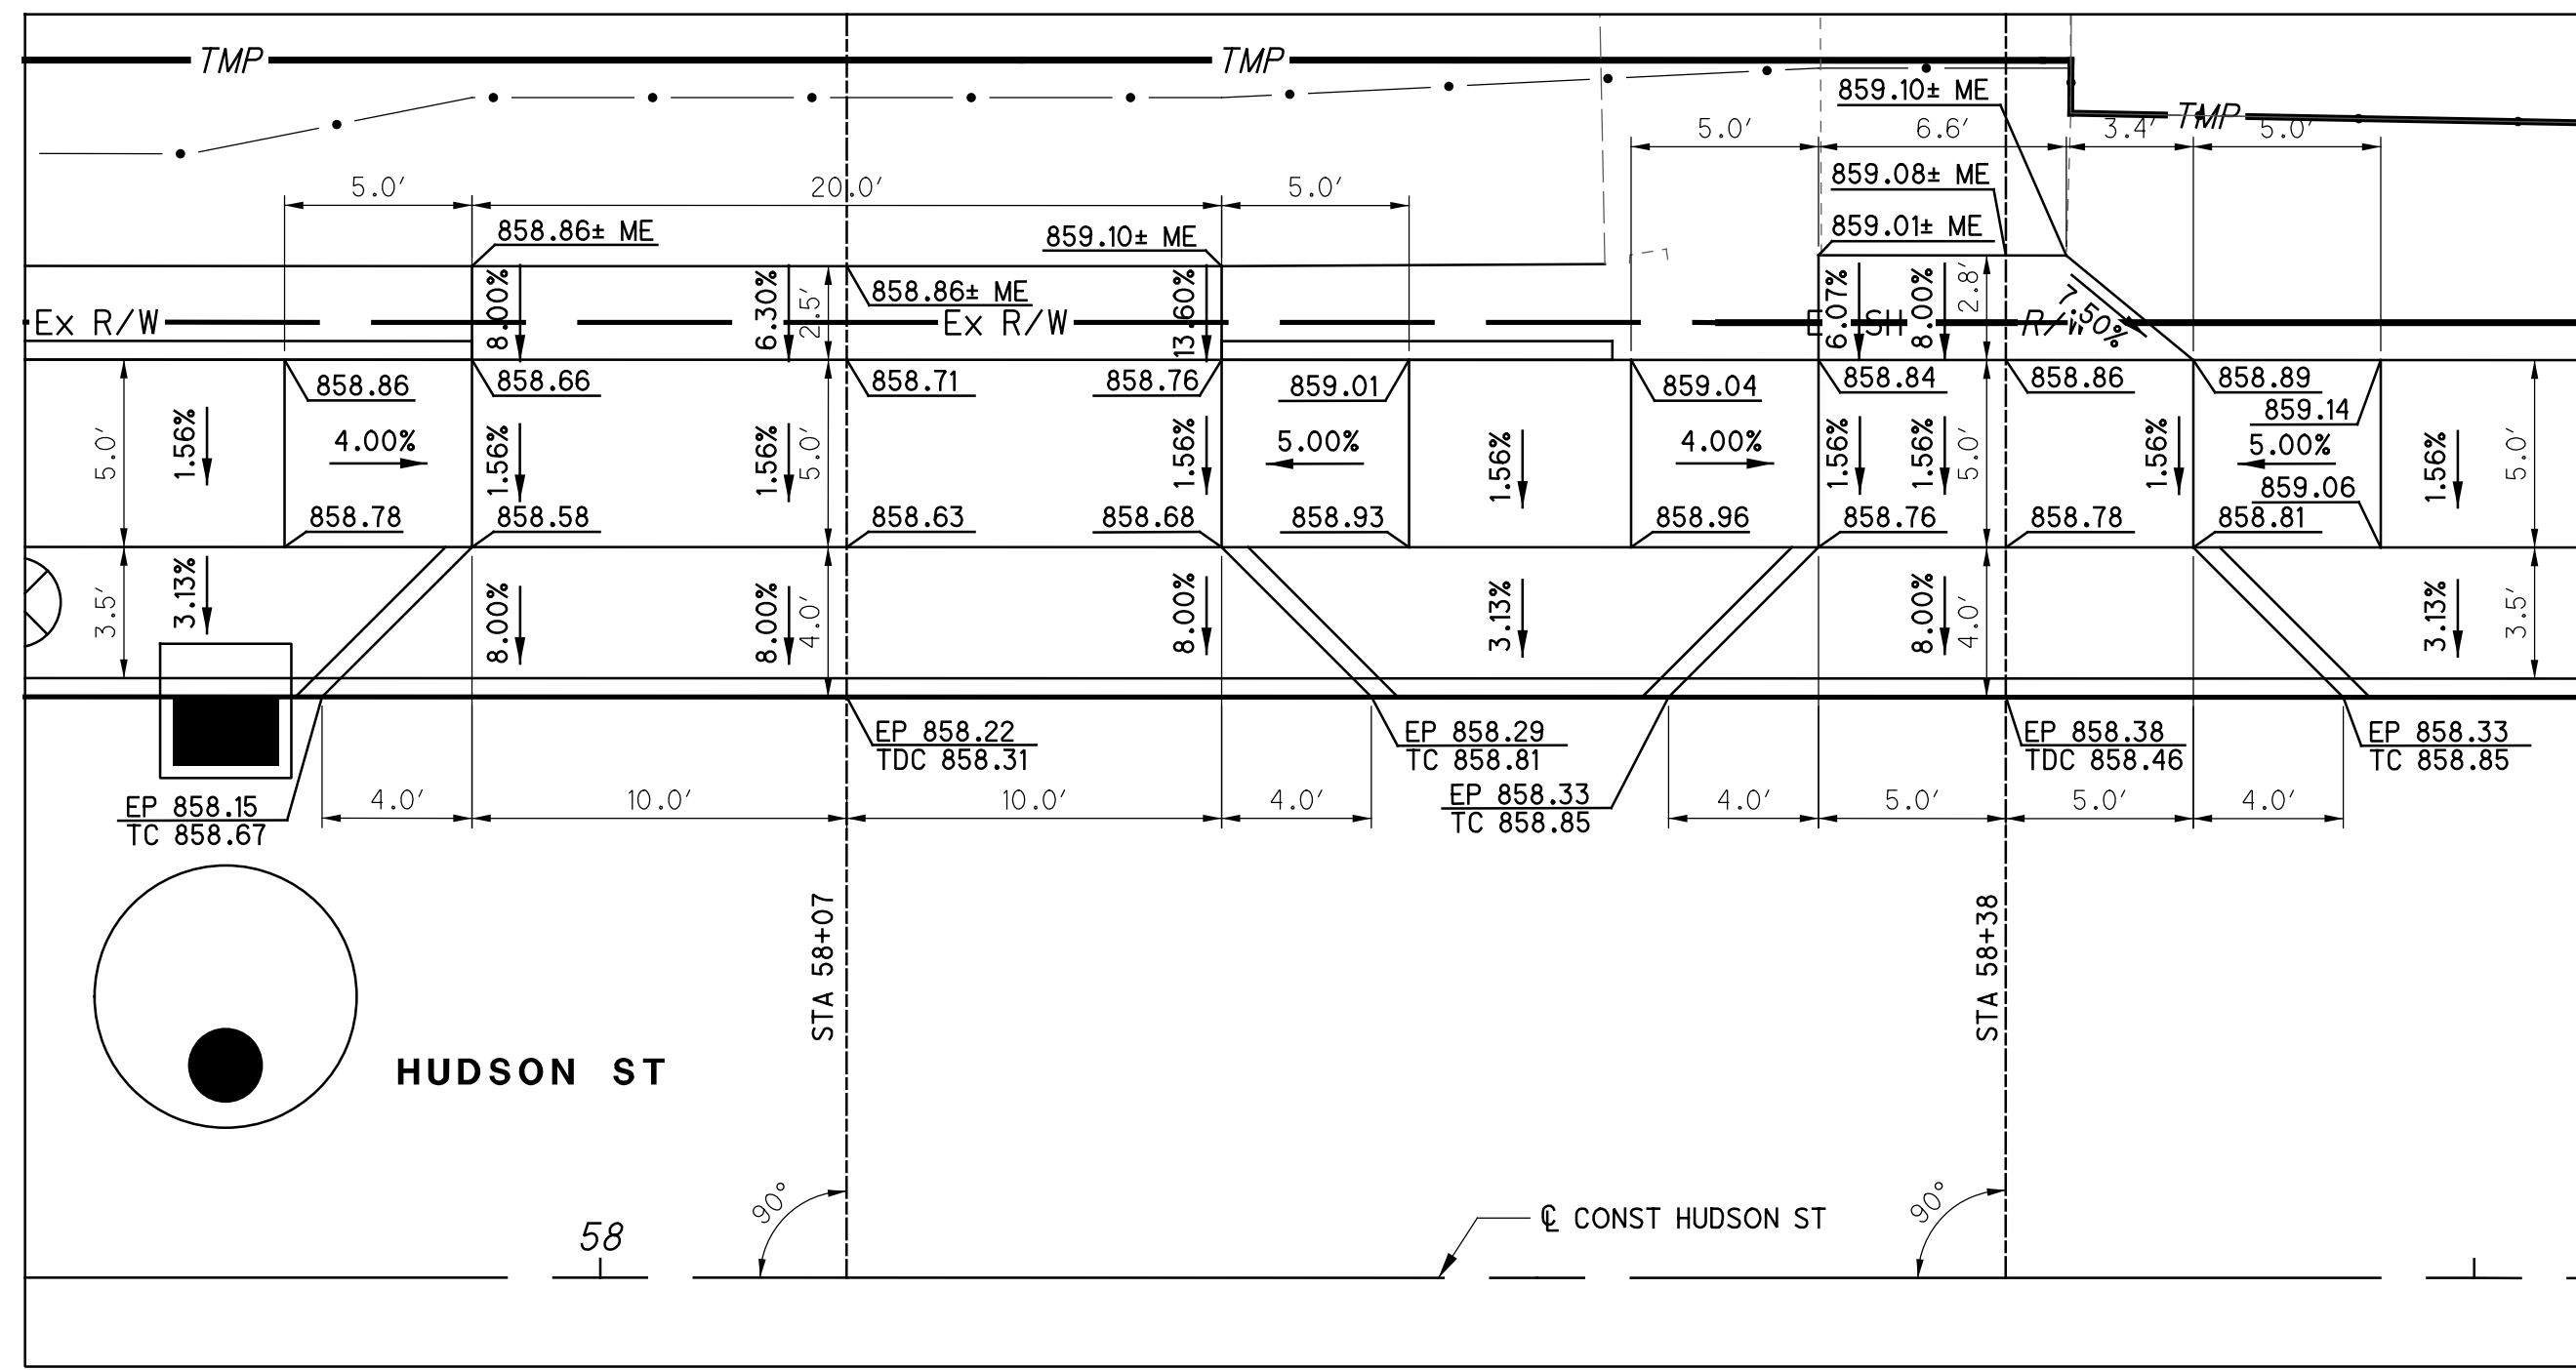 TMP
TMP
859.10± ME
TMP
5.0′
6.6′
3.4′
5.0′
5.0′
20.0′
5.0′
859.08± ME
858.86± ME
859.10± ME
859.01± ME
8.00%
6.30%
2.5′
858.86± ME
13.60%
6.07%
8.00%
2.8′
7.50%
Ex R/W
Ex R/W
R/W
858.86
858.66
858.71
858.76
859.01
859.04
858.84
858.86
858.89
859.14
5.0′
1.56%
4.00%
1.56%
1.56%
5.0′
1.56%
5.00%
1.56%
4.00%
1.56%
1.56%
5.0′
1.56%
5.00%
1.56%
5.0′
859.06
858.78
858.58
858.63
858.68
858.93
858.96
858.76
858.78
858.81
3.5′
3.13%
8.00%
8.00%
4.0′
8.00%
3.13%
8.00%
4.0′
3.13%
3.5′
EP 858.22
TDC 858.31
EP 858.29
TC 858.81
EP 858.38
TDC 858.46
EP 858.33
TC 858.85
EP 858.15
TC 858.67
EP 858.33
TC 858.85
4.0′
10.0′
10.0′
4.0′
4.0′
5.0′
5.0′
4.0′
STA 58+07
STA 58+38
HUDSON ST
90°
90°
58
℄ CONST HUDSON ST